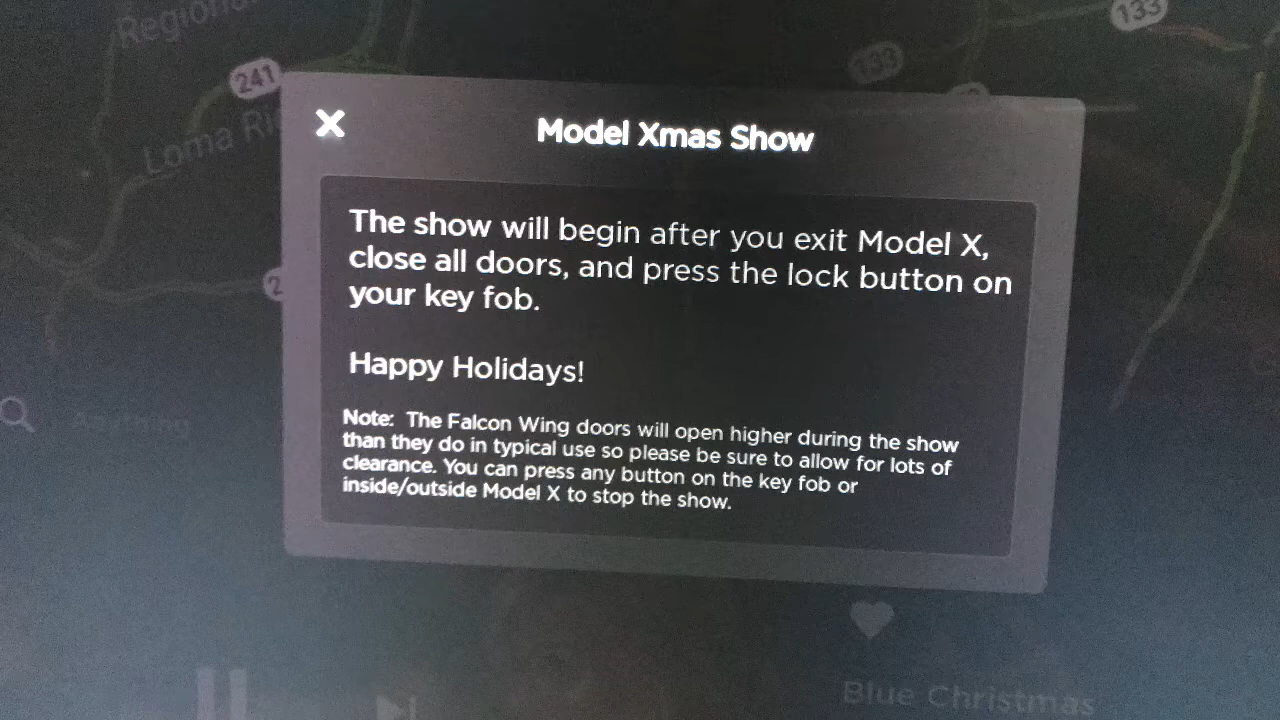 Regional
133
133
241
Loma Ri
Model Xmas Show
The show will begin after you exit Model X,
close all doors, and press the lock button on
your key fob.
Happy Holidays!
Note: The Falcon Wing doors will open higher during the show
than they do in typical use so please be sure to allow for lots of
clearance. You can press any button on the key fob or
inside/outside Model X to stop the show.
Anything
Blue Christmas